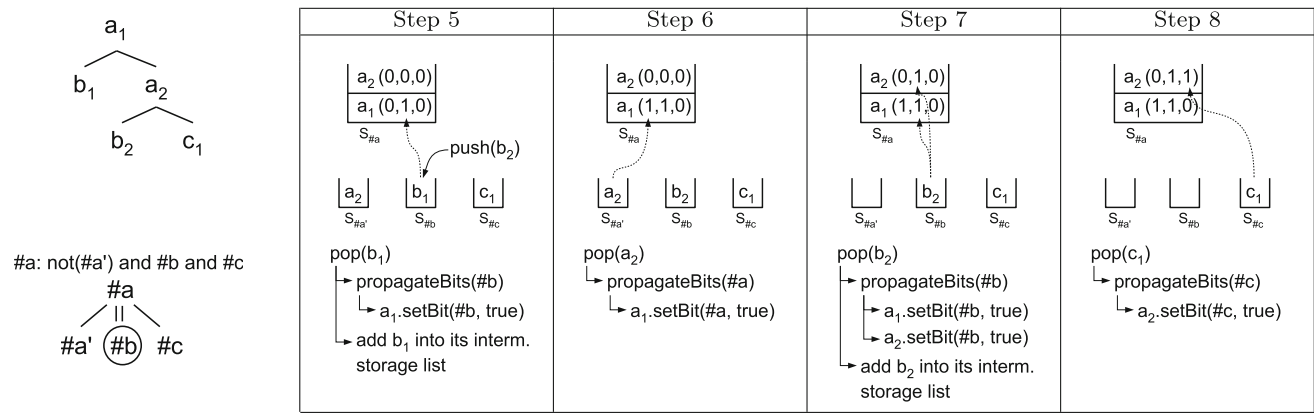 a1
b1 a2
b2 c1
#a: not(#a') and #b and #c
#a
#a' #b #c
Step 5
a2 (0,0,0)
a1 (0,1,0)
S#a
push(b2)
a2 b1 c1
S#a' S#b S#c
pop(b1)
propagateBits(#b)
a1.setBit(#b, true)
add b1 into its interm.
storage list
Step 6
a2 (0,0,0)
a1 (1,1,0)
S#a
a2 b2 c1
S#a' S#b S#c
pop(a2)
propagateBits(#a)
a1.setBit(#a, true)
Step 7
a2 (0,1,0)
a1 (1,1,0)
S#a
b2 c1
S#a' S#b S#c
pop(b2)
propagateBits(#b)
a1.setBit(#b, true)
a2.setBit(#b, true)
add b2 into its interm.
storage list
Step 8
a2 (0,1,1)
a1 (1,1,0)
S#a
c1
S#a' S#b S#c
pop(c1)
propagateBits(#c)
a2.setBit(#c, true)